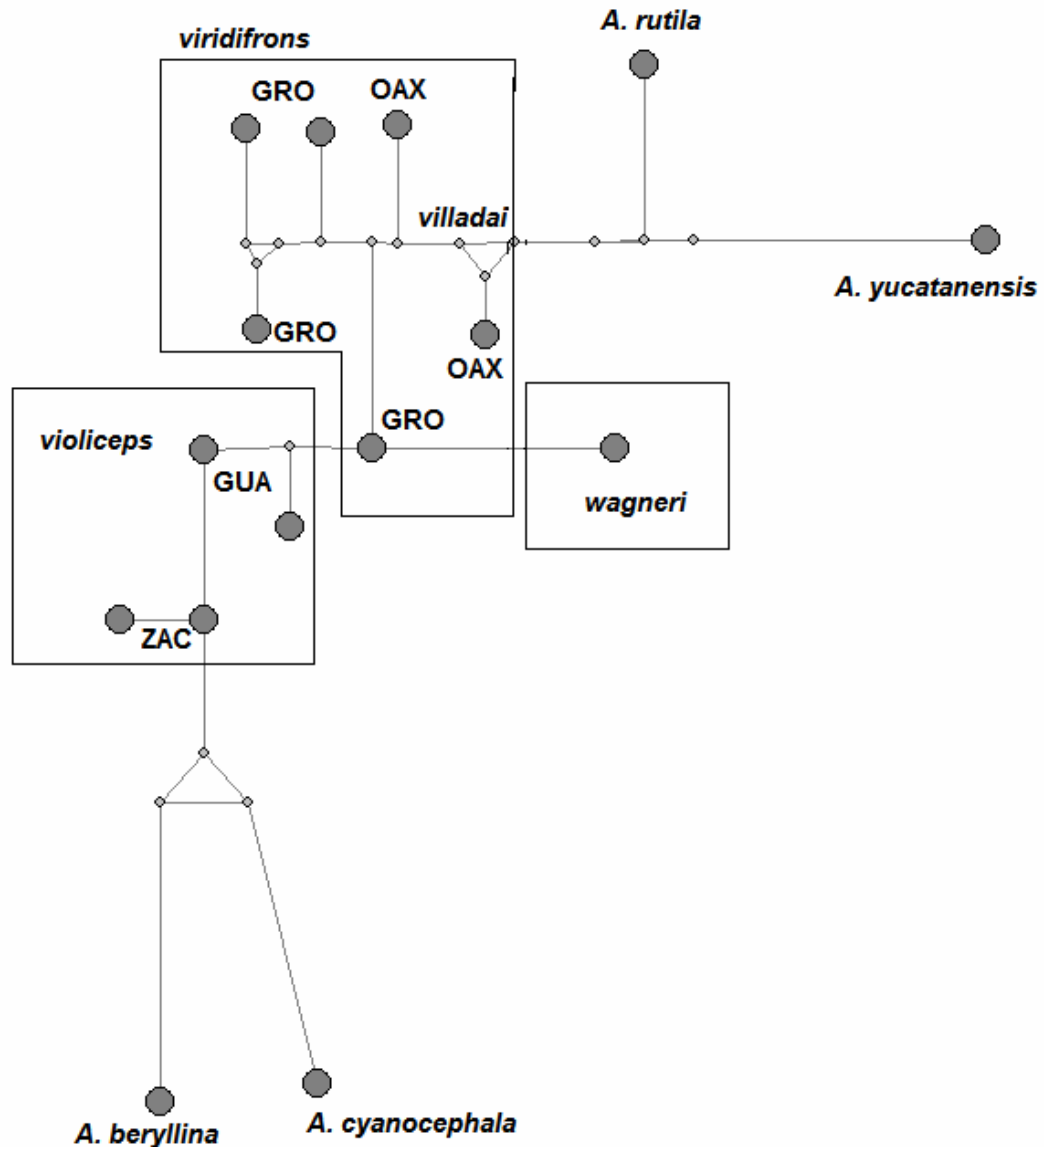 A. rutila
viridifrons
GRO
OAX
villadai
A. yucatanensis
GRO
OAX
GRO
violiceps
GUA
wagneri
ZAC
A. cyanocephala
A. beryllina